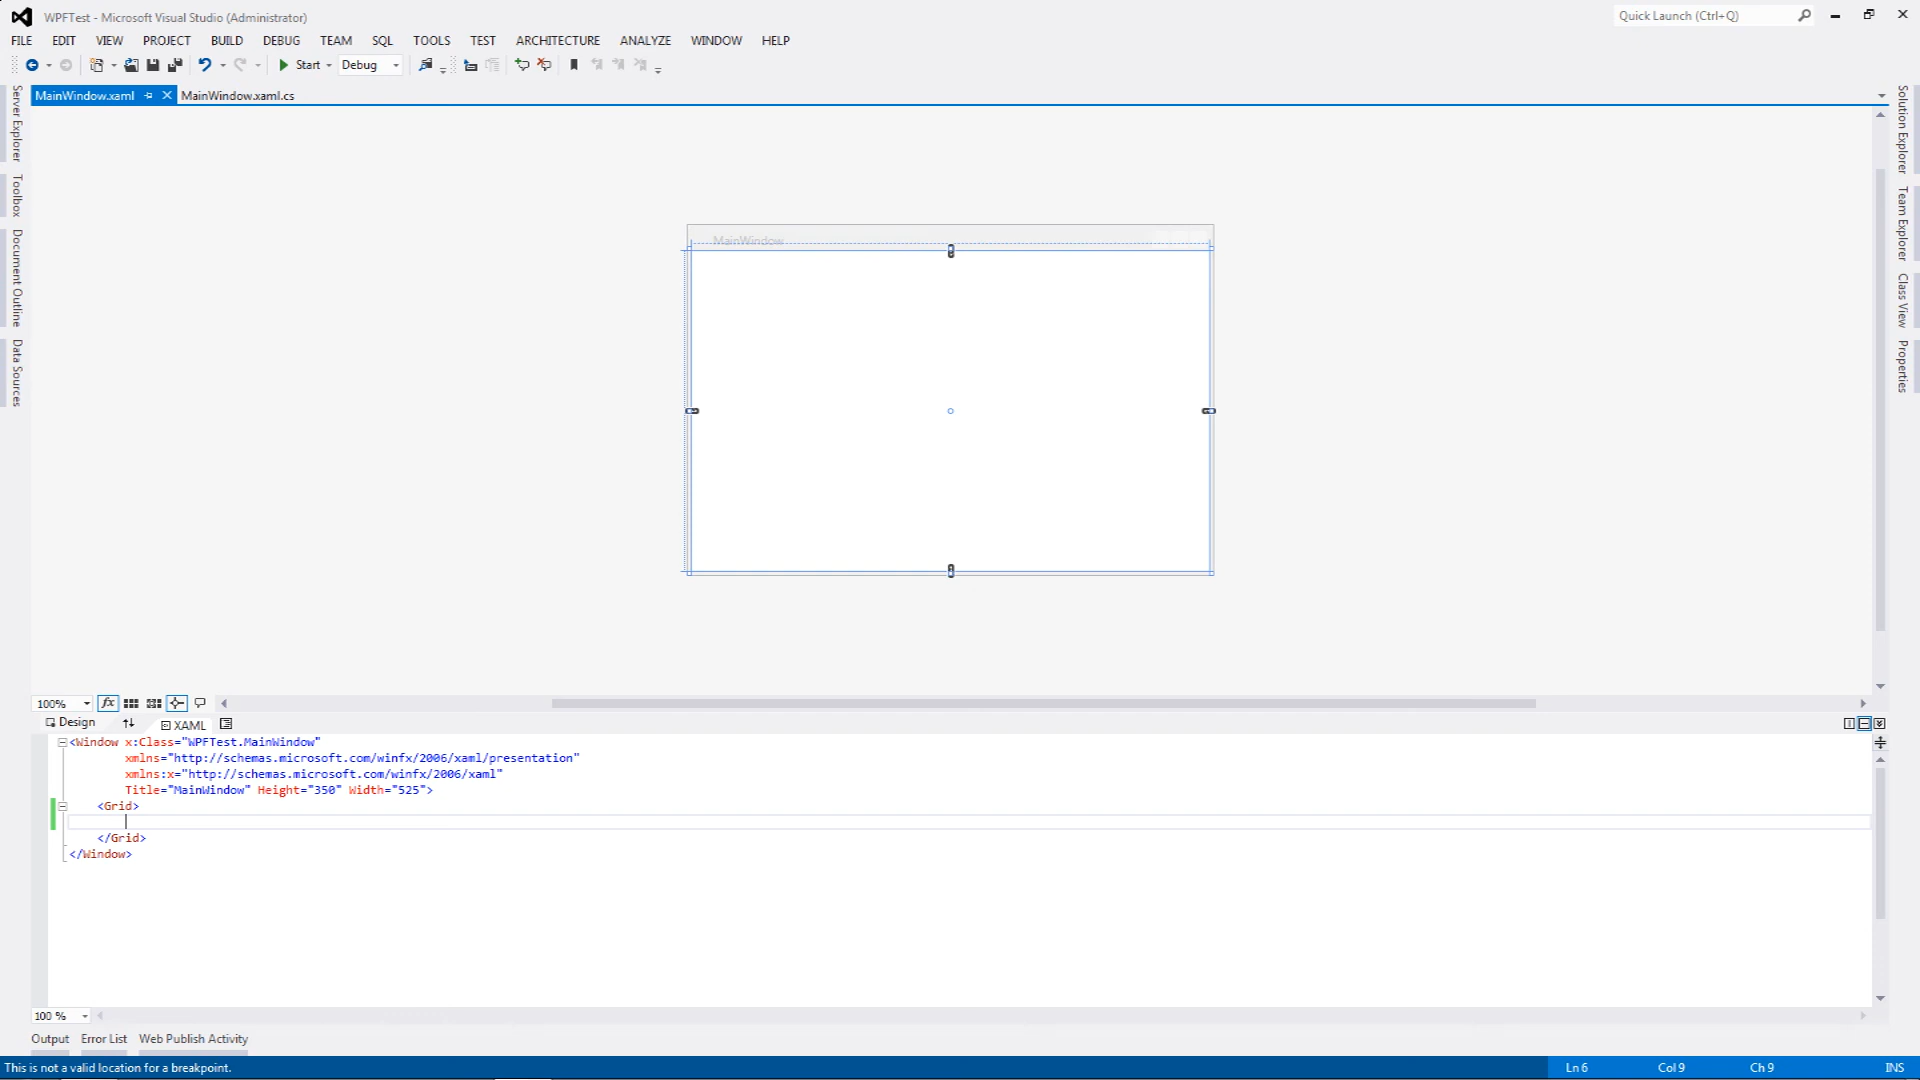 WPFTest - Microsoft Visual Studio (Administrator)
Quick Launch (Ctrl+Q)
FILE EDIT VIEW PROJECT BUILD DEBUG TEAM SQL TOOLS TEST ARCHITECTURE ANALYZE WINDOW HELP
Start Debug
MainWindow.xaml MainWindow.xaml.cs
Server Explorer
Toolbox
Document Outline
Data Sources
Solution Explorer
Team Explorer
Class View
Properties
MainWindow
100% fx
Design XAML
<Window x:Class="WPFTest.MainWindow"
xmlns="http://schemas.microsoft.com/winfx/2006/xaml/presentation"
xmlns:x="http://schemas.microsoft.com/winfx/2006/xaml"
Title="MainWindow" Height="350" Width="525">
<Grid>
</Grid>
</Window>
100 %
Output Error List Web Publish Activity
This is not a valid location for a breakpoint. Ln 6 Col 9 Ch 9 INS